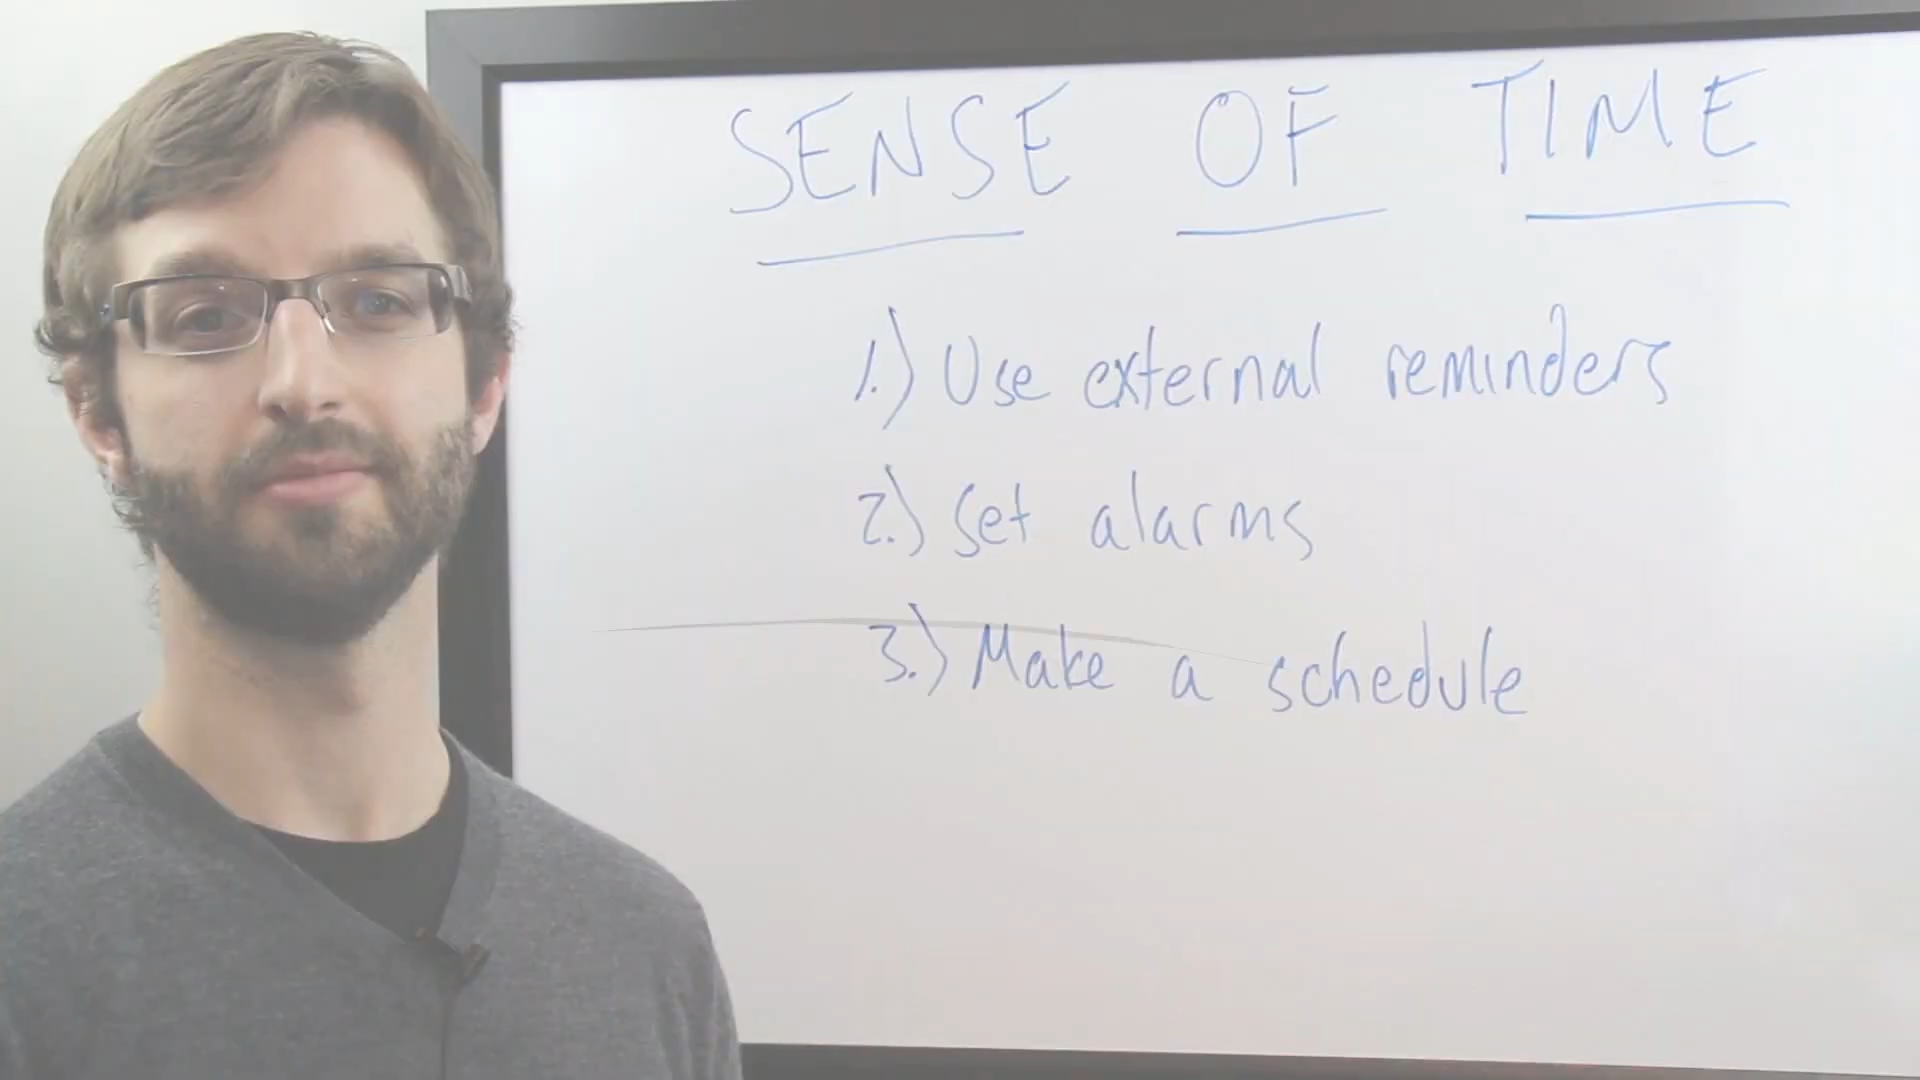 SENSE OF TIME
1.) Use external reminders
2.) Set alarms
3.) Make a schedule